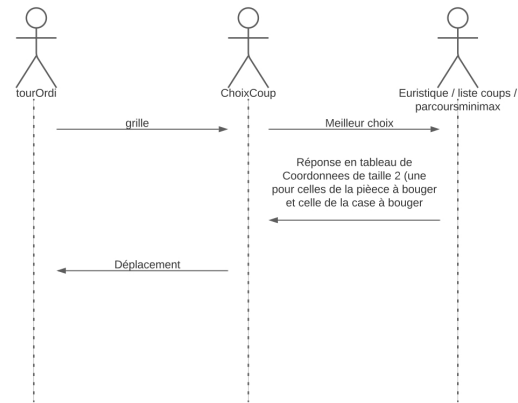 tourOrdi
ChoixCoup
Euristique / liste coups /
parcoursminimax
grille
Meilleur choix
Réponse en tableau de
Coordonnees de taille 2 (une
pour celles de la pièece à bouger
et celle de la case à bouger
Déplacement